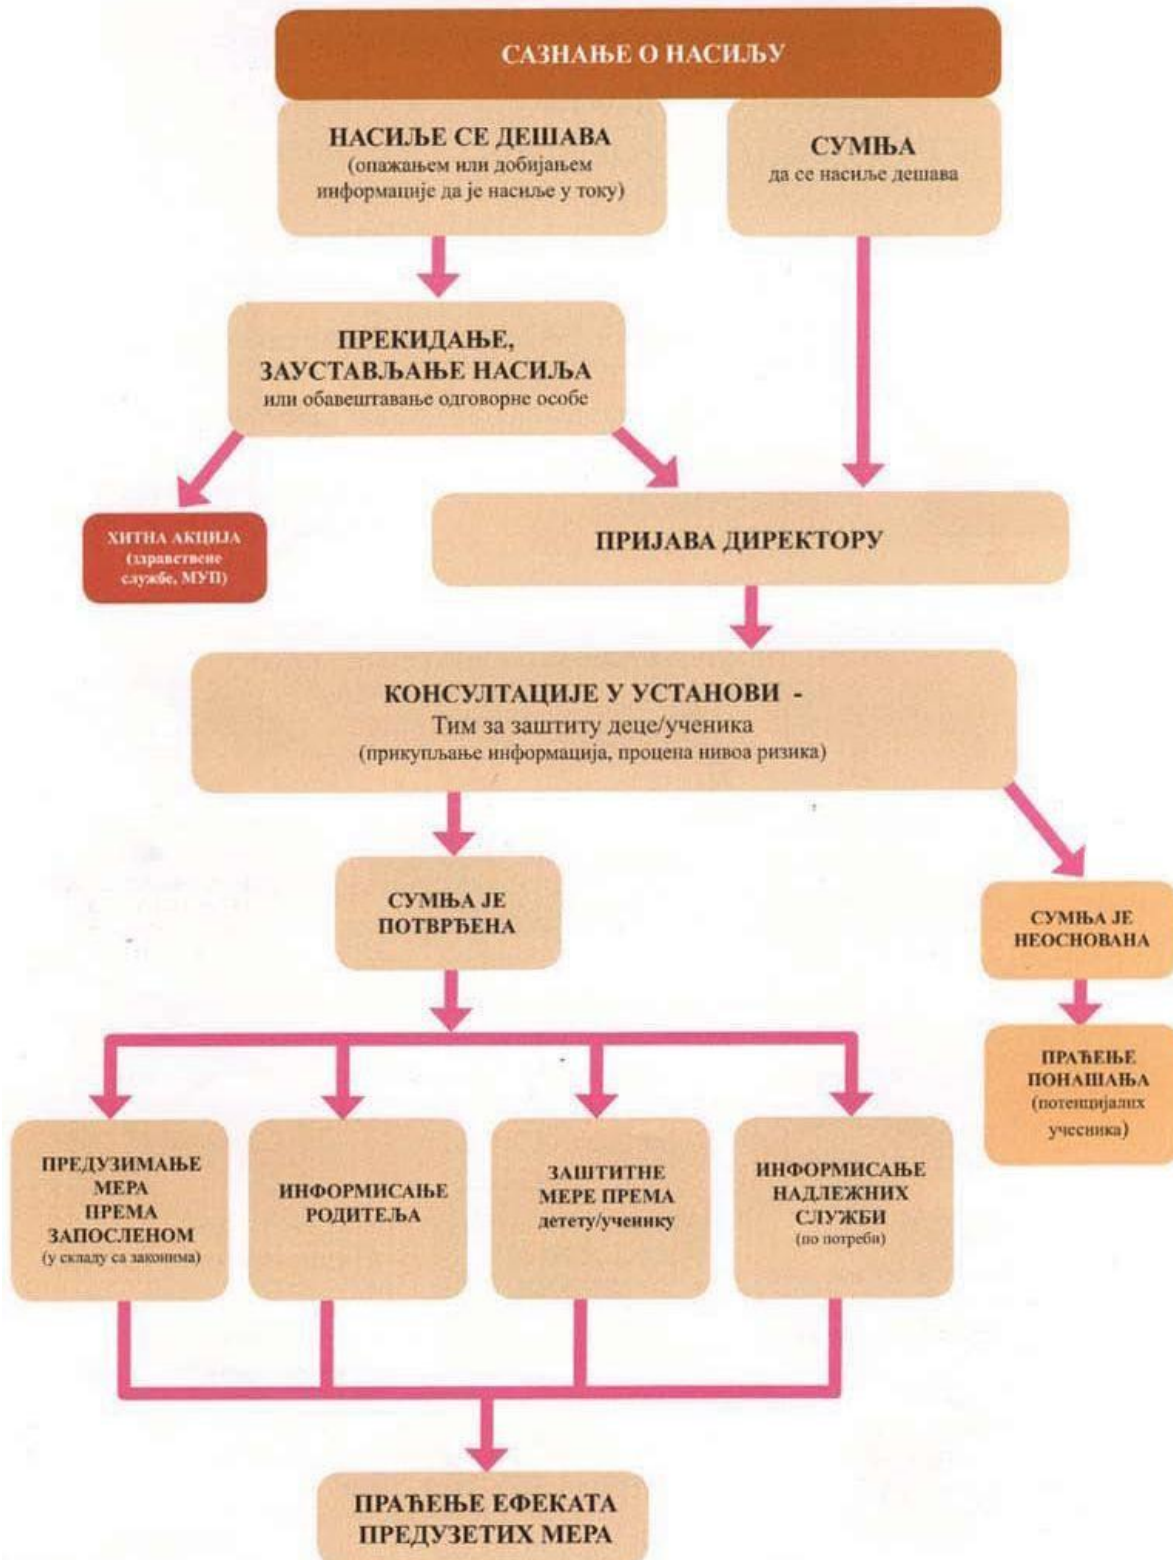 САЗНАЊЕ О НАСИЉУ
НАСИЉЕ СЕ ДЕШАВА
(опажањем или добијањем
информације да је насиље у току)
СУМЊА
да се насиље дешава
ПРЕКИДАЊЕ,
ЗАУСТАВЉАЊЕ НАСИЉА
или обавештавање одговорне особе
ХИТНА АКЦИЈА
(здравствене
службе, МУП)
ПРИЈАВА ДИРЕКТОРУ
КОНСУЛТАЦИЈЕ У УСТАНОВИ -
Тим за заштиту деце/ученика
(прикупљање информација, процена нивоа ризика)
СУМЊА ЈЕ
ПОТВРЂЕНА
СУМЊА ЈЕ
НЕОСНОВАНА
ПРАЋЕЊЕ
ПОНАШАЊА
(потенцијалих
учесника)
ПРЕДУЗИМАЊЕ
МЕРА
ПРЕМА
ЗАПОСЛЕНОМ
(у складу са законима)
ИНФОРМИСАЊЕ
РОДИТЕЉА
ЗАШТИТНЕ
МЕРЕ ПРЕМА
детету/ученику
ИНФОРМИСАЊЕ
НАДЛЕЖНИХ
СЛУЖБИ
(по потреби)
ПРАЋЕЊЕ ЕФЕКАТА
ПРЕДУЗЕТИХ МЕРА